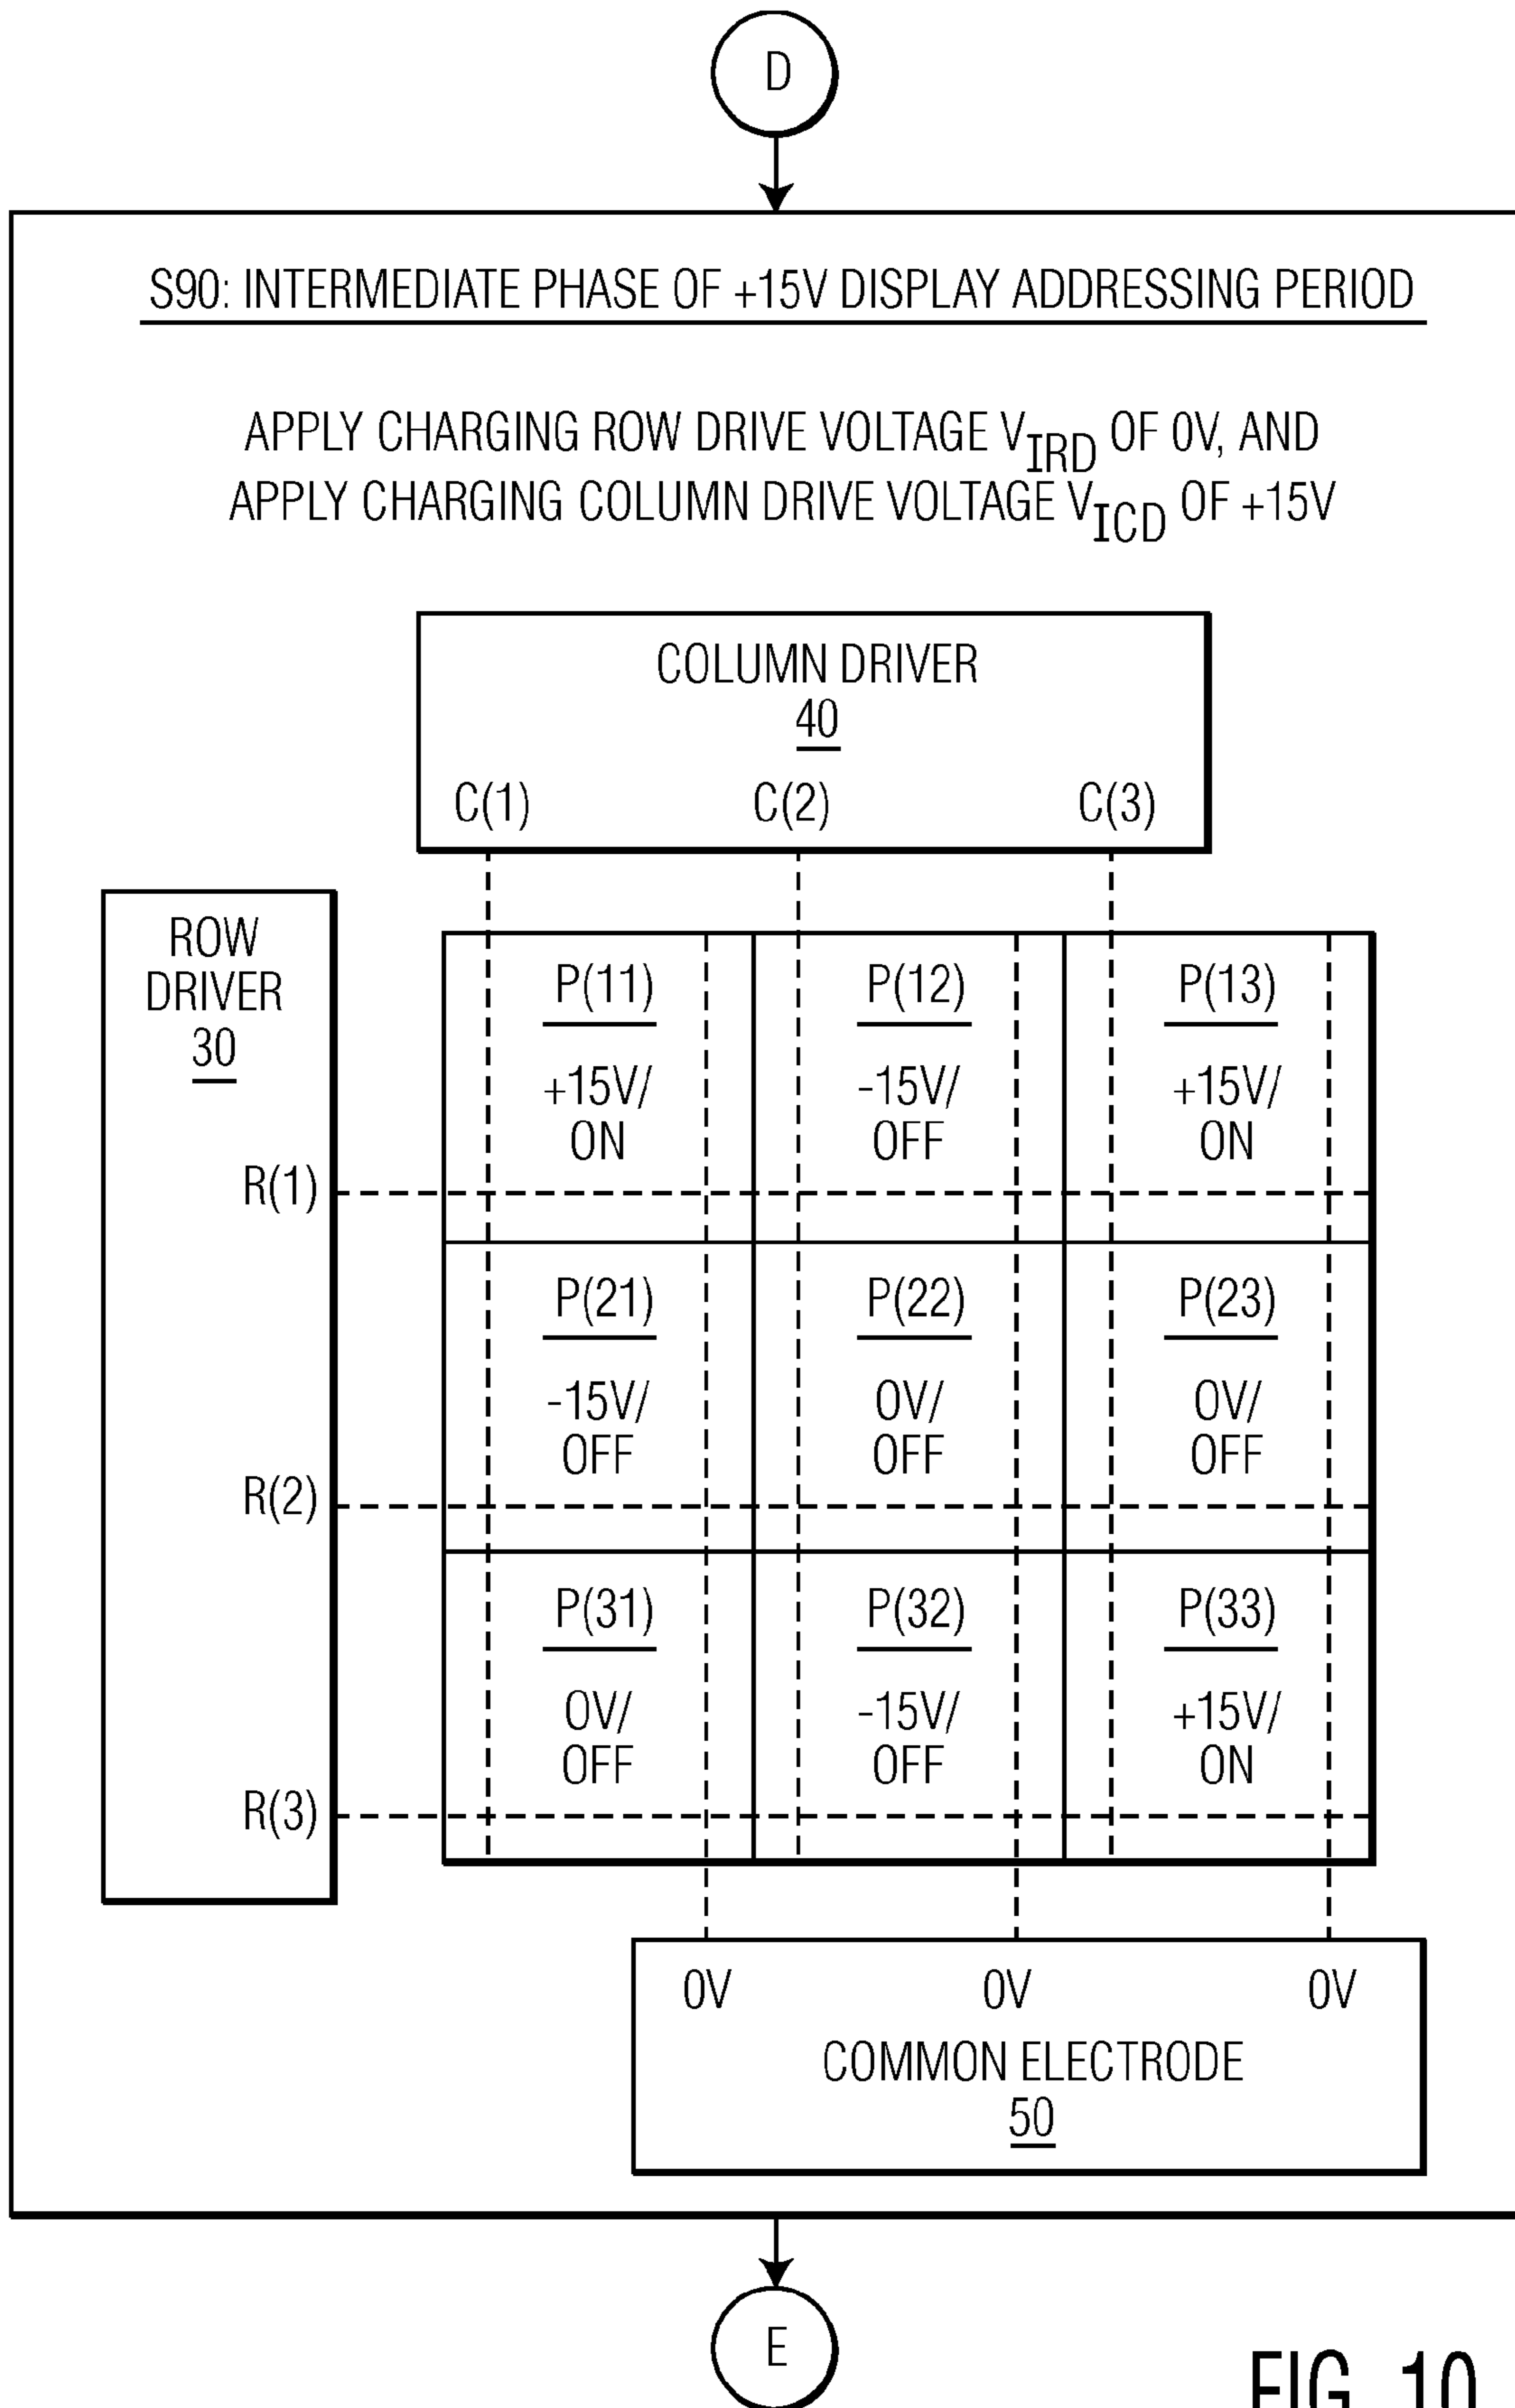 D
S90: INTERMEDIATE PHASE OF +15V DISPLAY ADDRESSING PERIOD
APPLY CHARGING ROW DRIVE VOLTAGE VIRD OF 0V, AND
APPLY CHARGING COLUMN DRIVE VOLTAGE VICD OF +15V
COLUMN DRIVER
40
C(1) C(2) C(3)
ROW
DRIVER
30
P(11) P(12) P(13)
+15V/ -15V/ +15V/
ON OFF ON
R(1)
P(21) P(22) P(23)
-15V/ 0V/ 0V/
OFF OFF OFF
R(2)
P(31) P(32) P(33)
0V/ -15V/ +15V/
OFF OFF ON
R(3)
0V 0V 0V
COMMON ELECTRODE
50
E
FIG. 10